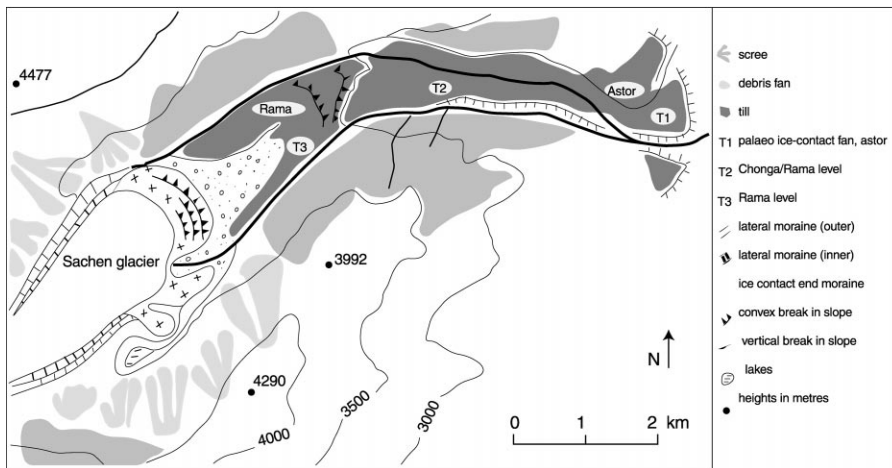 4477
Rama
T3
T2
Astor
T1
Sachen glacier
3992
4290
4000
3500
3000
N
0 1 2 km
scree
debris fan
till
T1 palaeo ice-contact fan, astor
T2 Chonga/Rama level
T3 Rama level
lateral moraine (outer)
lateral moraine (inner)
ice contact end moraine
convex break in slope
vertical break in slope
lakes
heights in metres